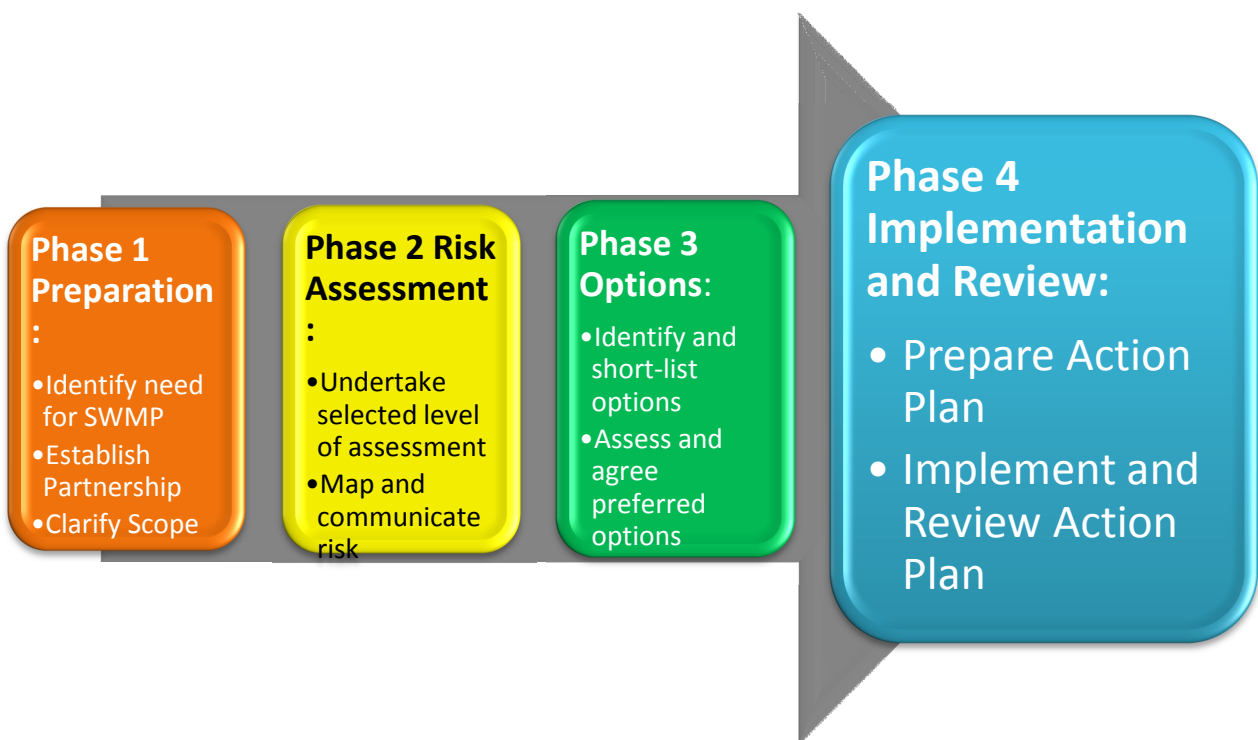 Phase 1
Preparation
:
•Identify need
for SWMP
•Establish
Partnership
•Clarify Scope
Phase 2 Risk
Assessment
:
•Undertake
selected level
of assessment
•Map and
communicate
risk
Phase 3
Options:
•Identify and
short-list
options
•Assess and
agree
preferred
options
Phase 4
Implementation
and Review:
• Prepare Action
Plan
• Implement and
Review Action
Plan